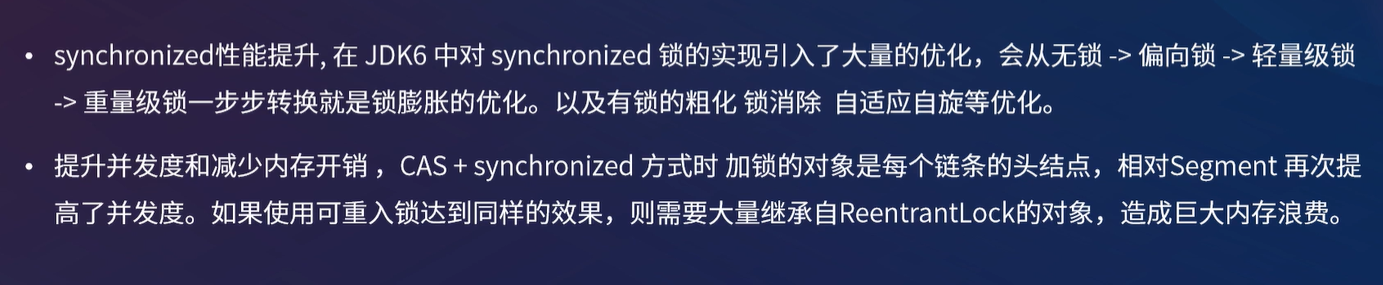 • synchronized性能提升, 在 JDK6 中对 synchronized 锁的实现引入了大量的优化，会从无锁 -> 偏向锁 -> 轻量级锁
-> 重量级锁一步步转换就是锁膨胀的优化。以及有锁的粗化 锁消除 自适应自旋等优化。
• 提升并发度和减少内存开销 ，CAS + synchronized 方式时 加锁的对象是每个链条的头结点，相对Segment 再次提
高了并发度。如果使用可重入锁达到同样的效果，则需要大量继承自ReentrantLock的对象，造成巨大内存浪费。